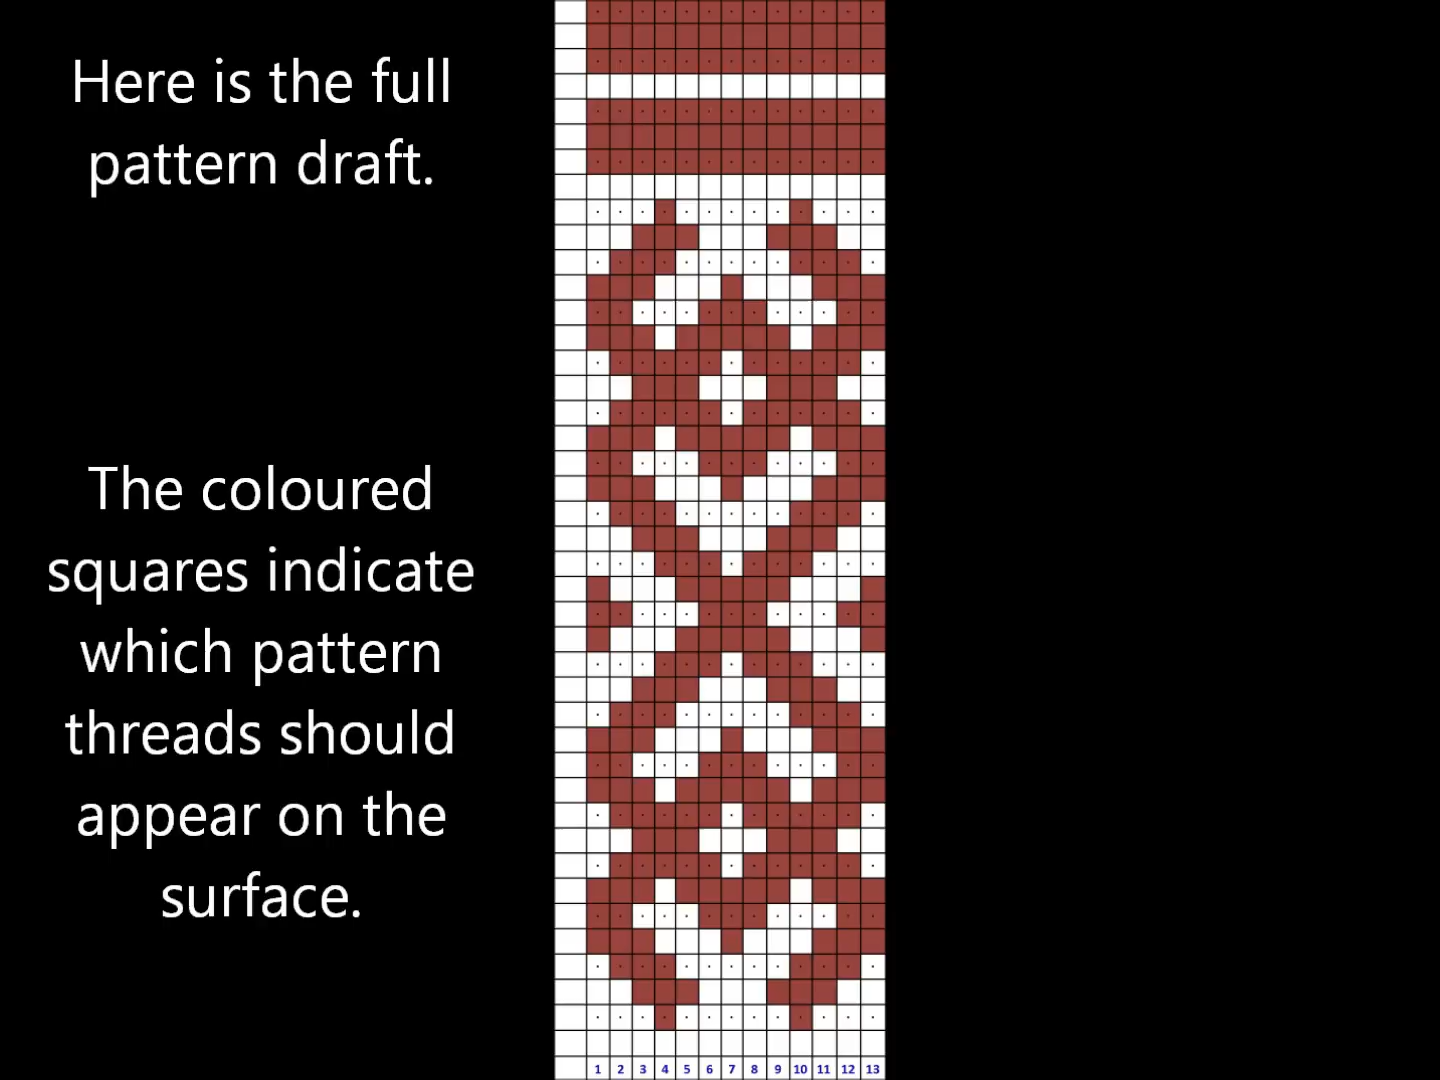 Here is the full
pattern draft.
The coloured
squares indicate
which pattern
threads should
appear on the
surface.
1 2 3 4 5 6 7 8 9 10 11 12 13